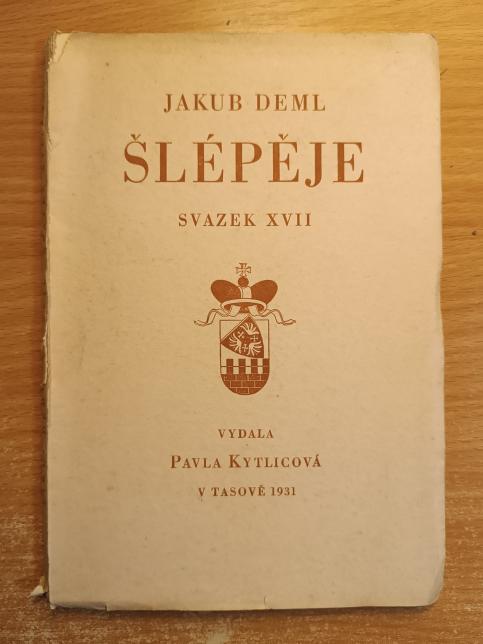 JAKUB DEML
ŠLÉPĚJE
SVAZEK XVII
VYDALA
PAVLA KYTLICOVÁ
V TASOVĚ 1931